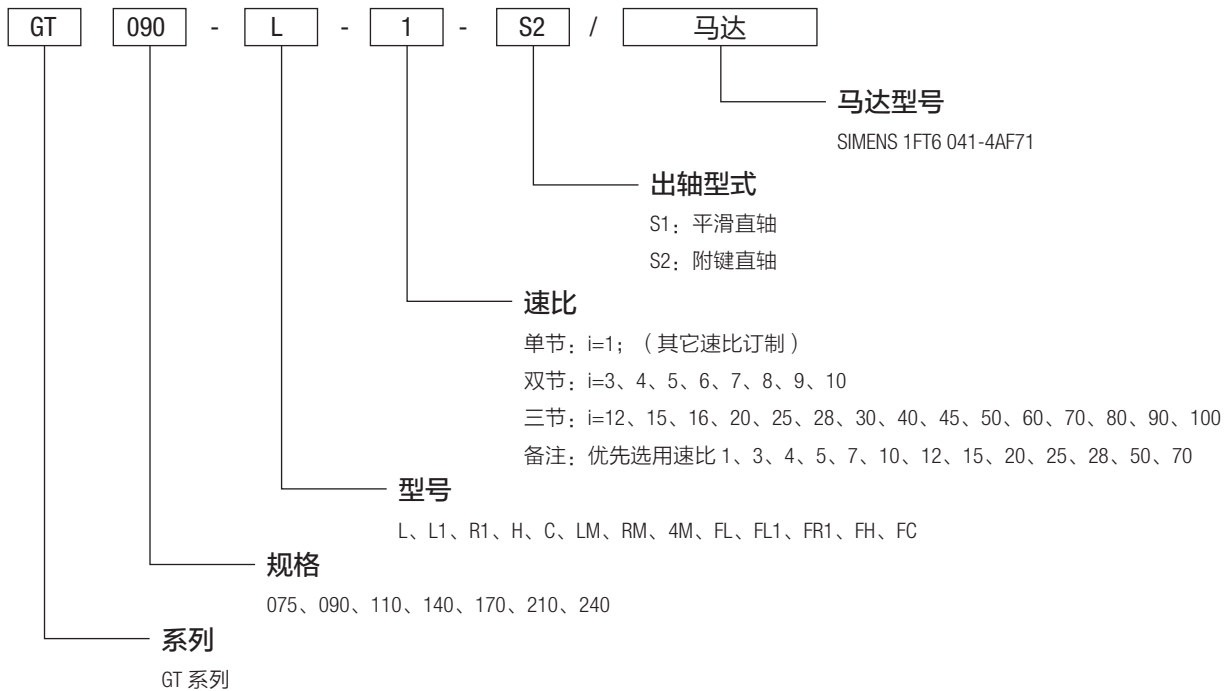 GT 090 - L - 1 - S2 / 马达
马达型号
SIMENS 1FT6 041-4AF71
出轴型式
S1：平滑直轴
S2：附键直轴
速比
单节：i=1；（其它速比订制）
双节：i=3、4、5、6、7、8、9、10
三节：i=12、15、16、20、25、28、30、40、45、50、60、70、80、90、100
备注：优先选用速比 1、3、4、5、7、10、12、15、20、25、28、50、70
型号
L、L1、R1、H、C、LM、RM、4M、FL、FL1、FR1、FH、FC
规格
075、090、110、140、170、210、240
系列
GT 系列